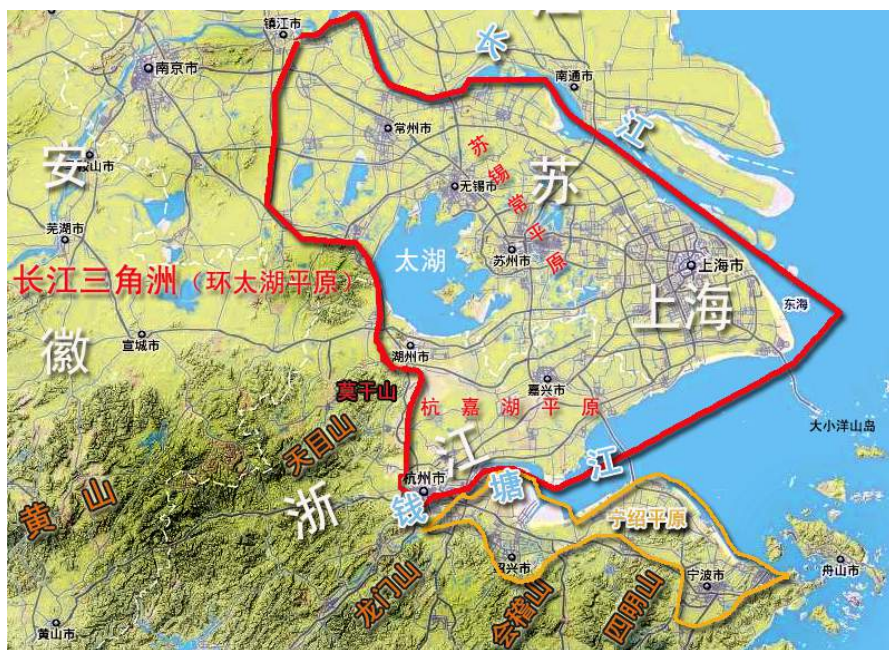 镇江市
长
南京市
南通市
江
常州市
安
鞍山市
苏锡常平原
苏
无锡市
芜湖市
太湖
苏州市
上海市
长江三角洲（环太湖平原）
东海
上海
徽
宣城市
湖州市
莫干山
嘉兴市
杭嘉湖平原
大小洋山岛
天目山
江
杭州市
钱塘江
黄山
浙
宁绍平原
绍兴市
舟山市
龙门山
会稽山
四明山
宁波市
黄山市